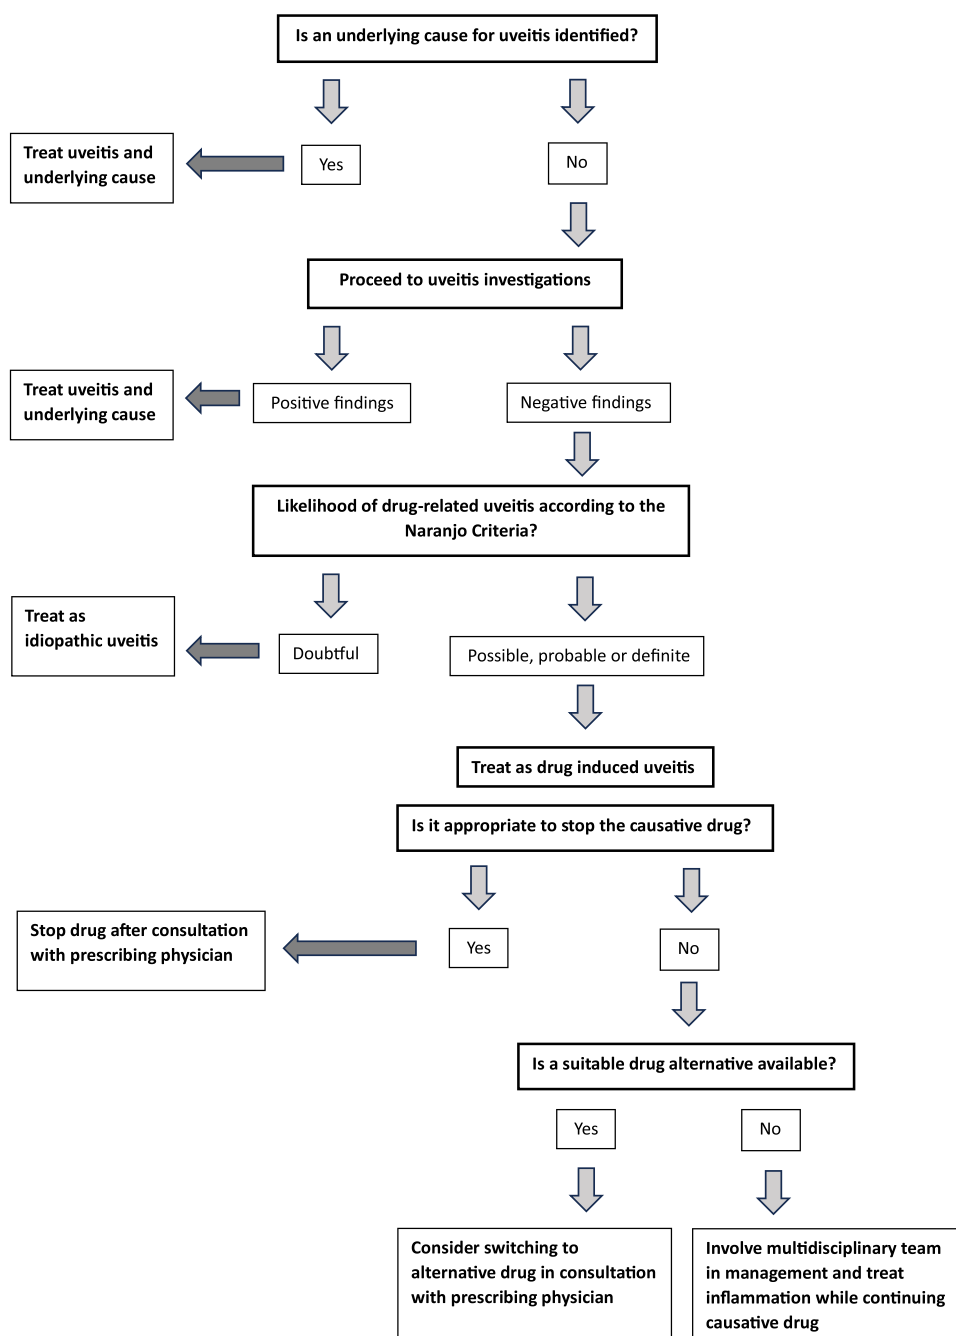 Is an underlying cause for uveitis identified?
Yes
No
Treat uveitis and
underlying cause
Proceed to uveitis investigations
Positive findings
Negative findings
Treat uveitis and
underlying cause
Likelihood of drug-related uveitis according to the
Naranjo Criteria?
Doubtful
Possible, probable or definite
Treat as
idiopathic uveitis
Treat as drug induced uveitis
Is it appropriate to stop the causative drug?
Yes
No
Stop drug after consultation
with prescribing physician
Is a suitable drug alternative available?
Yes
No
Consider switching to
alternative drug in consultation
with prescribing physician
Involve multidisciplinary team
in management and treat
inflammation while continuing
causative drug